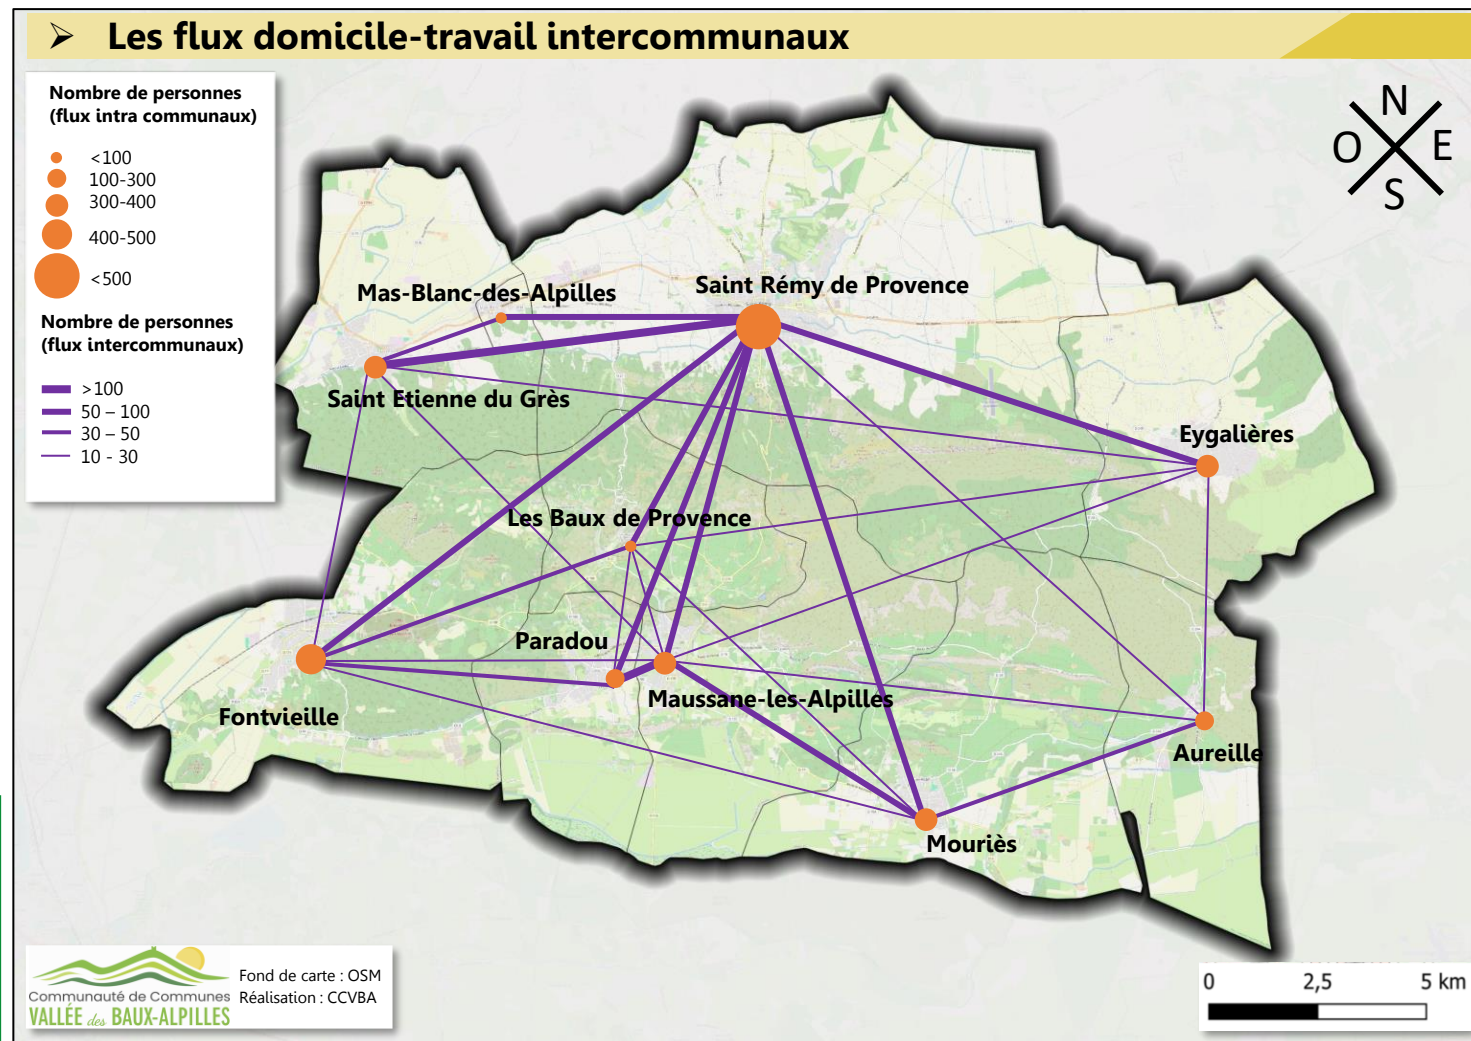 ➢ Les flux domicile-travail intercommunaux
Nombre de personnes
(flux intra communaux)
<100
100-300
300-400
400-500
<500
Nombre de personnes
(flux intercommunaux)
>100
50 – 100
30 – 50
10 - 30
N
O E
S
Saint Rémy de Provence
Mas-Blanc-des-Alpilles
Saint Etienne du Grès
Eygalières
Les Baux de Provence
Paradou
Maussane-les-Alpilles
Fontvieille
Aureille
Mouriès
Communauté de Communes
VALLÉE des BAUX-ALPILLES
Fond de carte : OSM
Réalisation : CCVBA
0 2,5 5 km